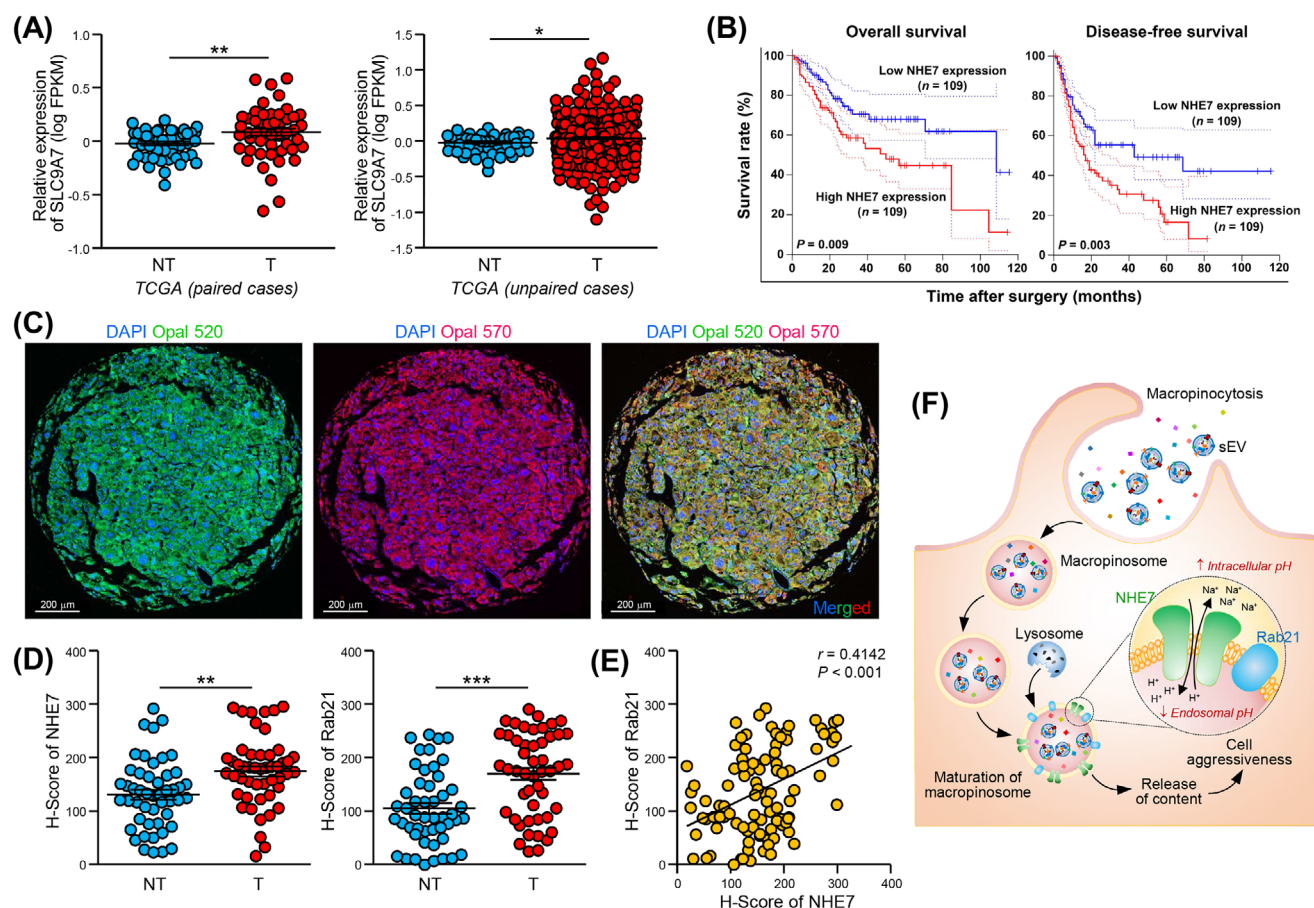 (A)
Relative expression
of SLC9A7 (log FPKM)
1.0
0.5
0
-0.5
-1.0
**
NT
T
TCGA (paired cases)
Relative expression
of SLC9A7 (log FPKM)
1.5
1.0
0.5
0.0
-0.5
-1.0
-1.5
*
NT
T
TCGA (unpaired cases)
(B)
Survival rate (%)
Overall survival
100
80
60
40
20
0
Low NHE7 expression
(n = 109)
High NHE7 expression
(n = 109)
P = 0.009
0 20 40 60 80 100 120
Disease-free survival
100
80
60
40
20
0
Low NHE7 expression
(n = 109)
High NHE7 expression
(n = 109)
P = 0.003
0 20 40 60 80 100 120
Time after surgery (months)
(C)
DAPI Opal 520
200 μm
DAPI Opal 570
200 μm
DAPI Opal 520 Opal 570
200 μm
Merged
(D)
H-Score of NHE7
400
300
200
100
0
**
NT
T
H-Score of Rab21
400
300
200
100
0
***
NT
T
(E)
H-Score of Rab21
400
300
200
100
0
r = 0.4142
P < 0.001
0 100 200 300 400
H-Score of NHE7
(F)
Macropinocytosis
sEV
Macropinosome
↑ Intracellular pH
NHE7
Na⁺
Na⁺
Na⁺
Na⁺
Rab21
Lysosome
H⁺
H⁺
H⁺
H⁺
↓ Endosomal pH
Maturation of
macropinosome
Release
of content
Cell
aggressiveness